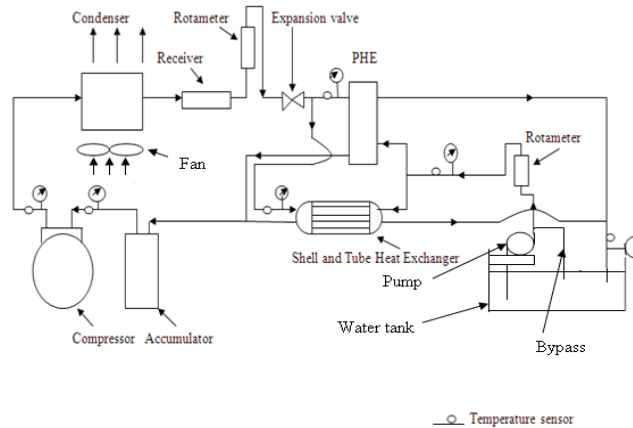 Condenser
Rotameter
Expansion valve
Receiver
PHE
Fan
Rotameter
Shell and Tube Heat Exchanger
Pump
Water tank
Compressor
Accumulator
Bypass
Temperature sensor